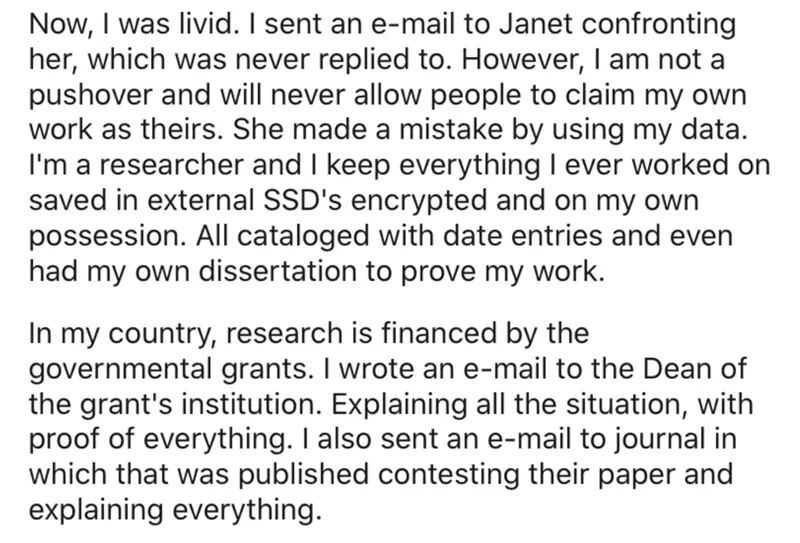 Now, I was livid. I sent an e-mail to Janet confronting
her, which was never replied to. However, I am not a
pushover and will never allow people to claim my own
work as theirs. She made a mistake by using my data.
I'm a researcher and I keep everything I ever worked on
saved in external SSD's encrypted and on my own
possession. All cataloged with date entries and even
had my own dissertation to prove my work.
In my country, research is financed by the
governmental grants. I wrote an e-mail to the Dean of
the grant's institution. Explaining all the situation, with
proof of everything. I also sent an e-mail to journal in
which that was published contesting their paper and
explaining everything.